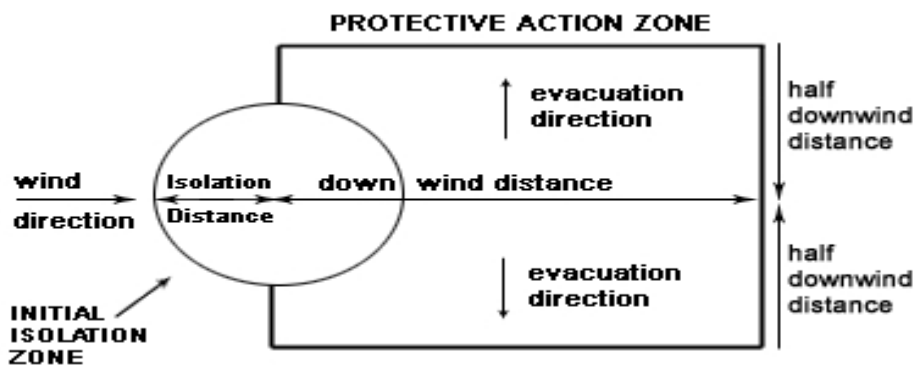 PROTECTIVE ACTION ZONE
evacuation
direction
half
downwind
distance
wind
direction
Isolation
Distance
down wind distance
evacuation
direction
half
downwind
distance
INITIAL
ISOLATION
ZONE